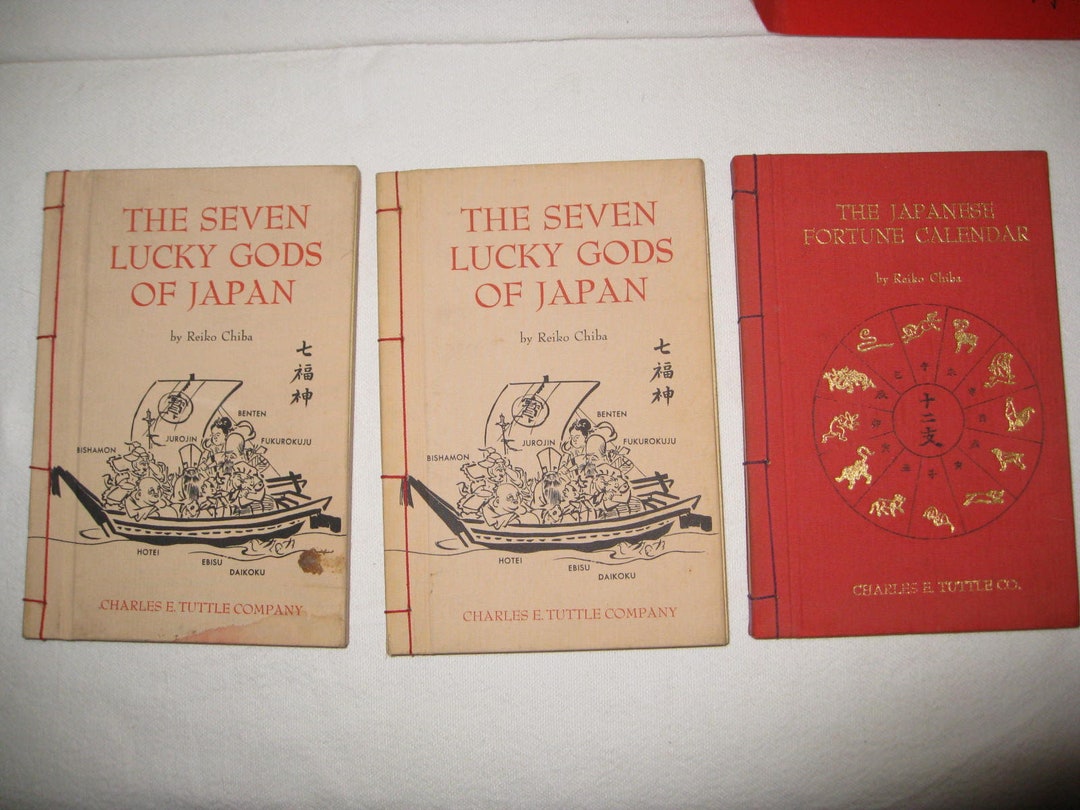 THE SEVEN
LUCKY GODS
OF JAPAN
by Reiko Chiba
七福神
寳
BENTEN
JUROJIN
FUKUROKUJU
BISHAMON
HOTEI
EBISU
DAIKOKU
CHARLES E. TUTTLE COMPANY
THE SEVEN
LUCKY GODS
OF JAPAN
by Reiko Chiba
七福神
寳
BENTEN
JUROJIN
FUKUROKUJU
BISHAMON
HOTEI
EBISU
DAIKOKU
CHARLES E. TUTTLE COMPANY
THE JAPANESE
FORTUNE CALENDAR
by Reiko Chiba
十二支
CHARLES E. TUTTLE CO.